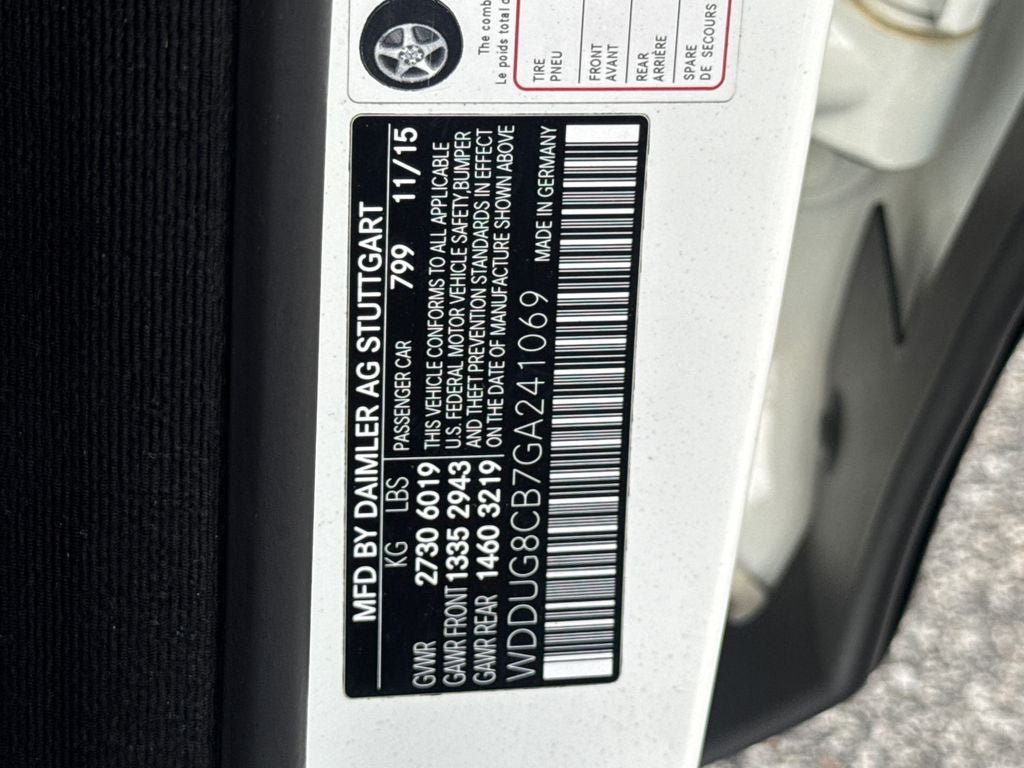 MFD BY DAIMLER AG STUTTGART
KG LBS PASSENGER CAR 799 11/15
GVWR 2730 6019 THIS VEHICLE CONFORMS TO ALL APPLICABLE
GAWR FRONT 1335 2943 U.S. FEDERAL MOTOR VEHICLE SAFETY, BUMPER
GAWR REAR 1460 3219 AND THEFT PREVENTION STANDARDS IN EFFECT
ON THE DATE OF MANUFACTURE SHOWN ABOVE
WDDUG8CB7GA241069 MADE IN GERMANY
The comb
Le poids total
TIRE
PNEU
FRONT
AVANT
REAR
ARRIÈRE
SPARE
DE SECOURS